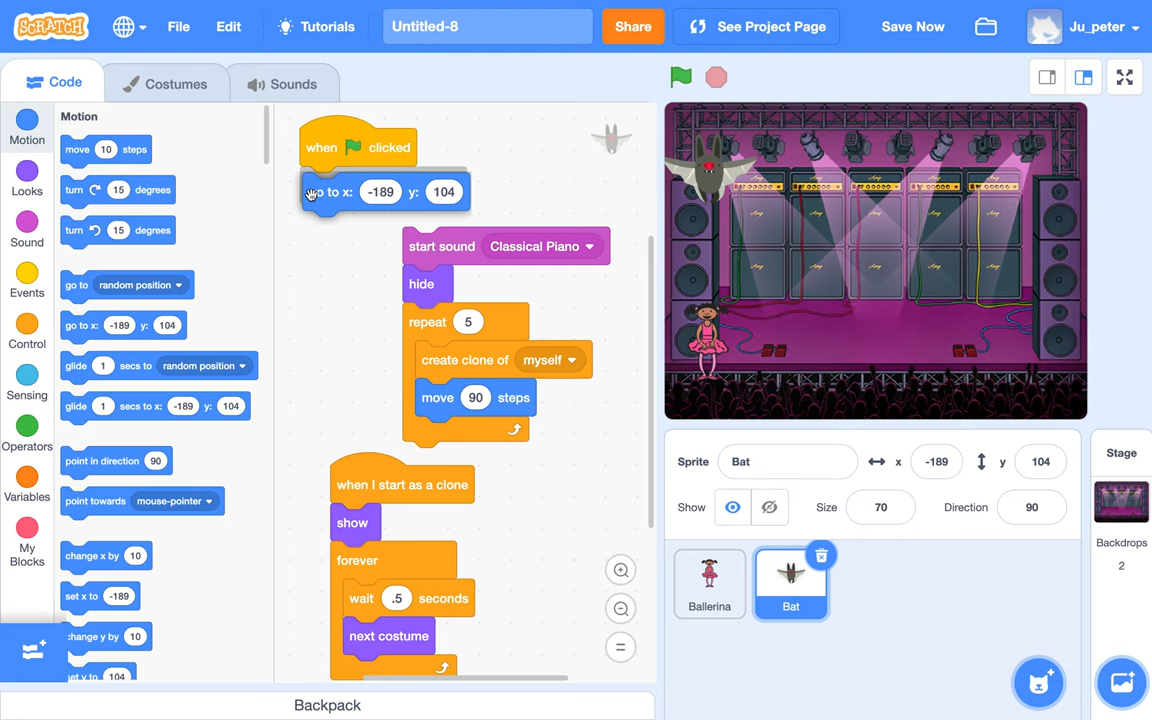 SCRATCH File Edit Tutorials Untitled-8 Share See Project Page Save Now Ju_peter
Code Costumes Sounds
Motion
Looks
Sound
Events
Control
Sensing
Operators
Variables
My
Blocks
Motion
move 10 steps
turn 15 degrees
turn 15 degrees
go to random position
go to x: -189 y: 104
glide 1 secs to random position
glide 1 secs to x: -189 y: 104
point in direction 90
point towards mouse-pointer
change x by 10
set x to -189
change y by 10
set y to 104
when clicked
go to x: -189 y: 104
start sound Classical Piano
hide
repeat 5
create clone of myself
move 90 steps
when I start as a clone
show
forever
wait .5 seconds
next costume
Backpack
Sprite Bat x -189 y 104
Show Size 70 Direction 90
Ballerina
Bat
Stage
Backdrops
2